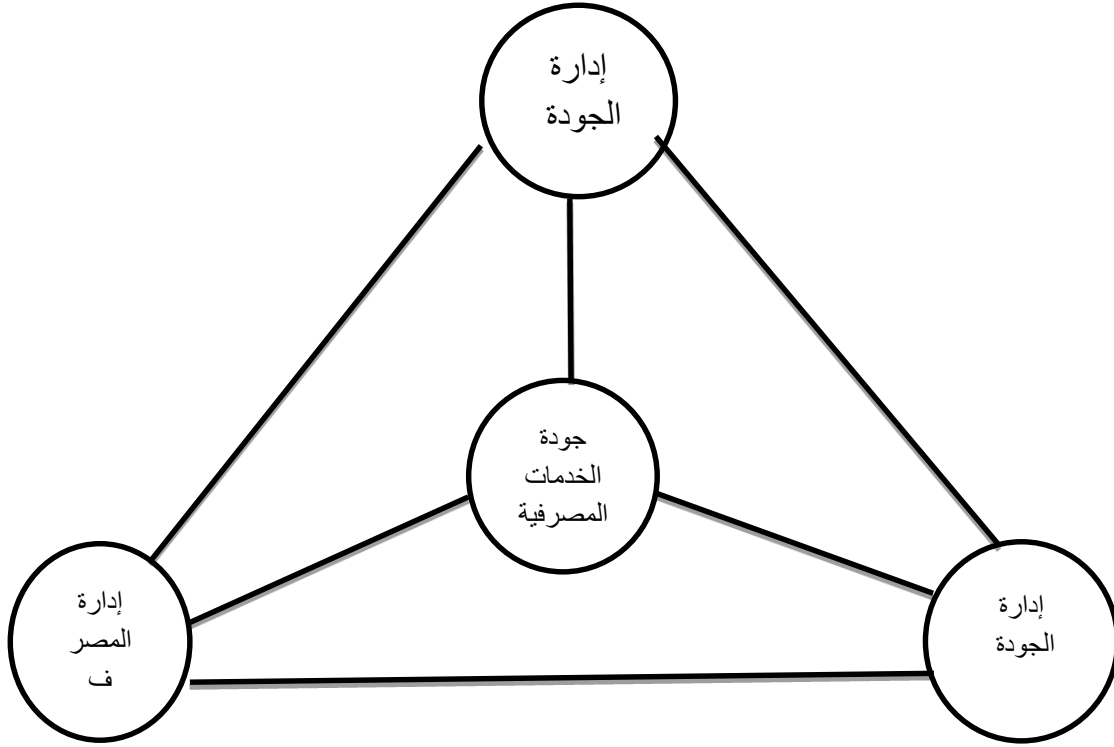 إدارة
الجودة
جودة
الخدمات
المصرفية
إدارة
المصر
ف
إدارة
الجودة